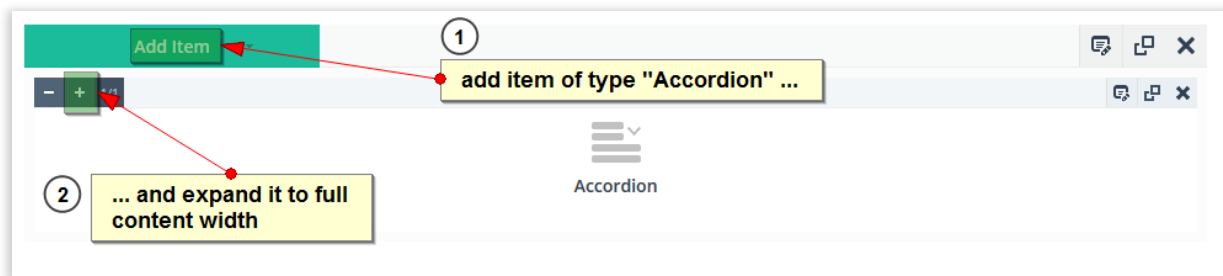 Add Item
1
add item of type "Accordion" ...
- + 1/1
Accordion
2
... and expand it to full
content width